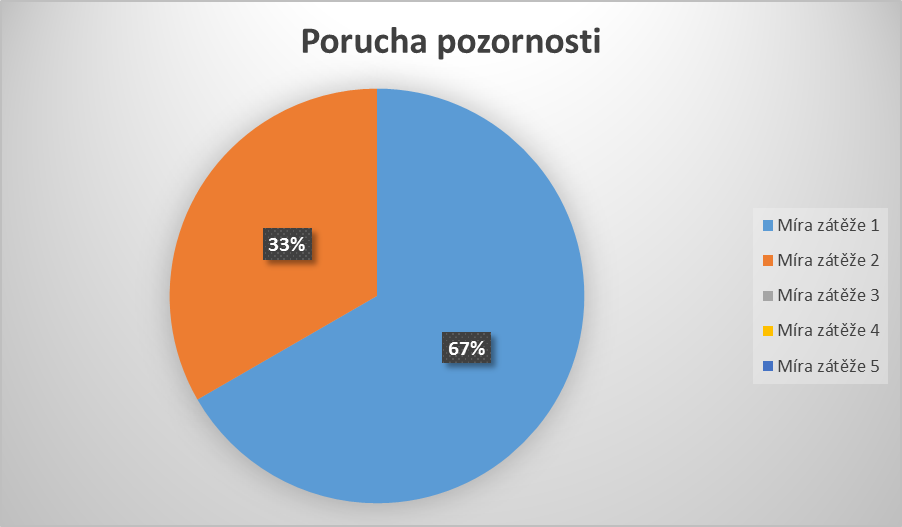 Porucha pozornosti
33%
67%
Míra zátěže 1
Míra zátěže 2
Míra zátěže 3
Míra zátěže 4
Míra zátěže 5